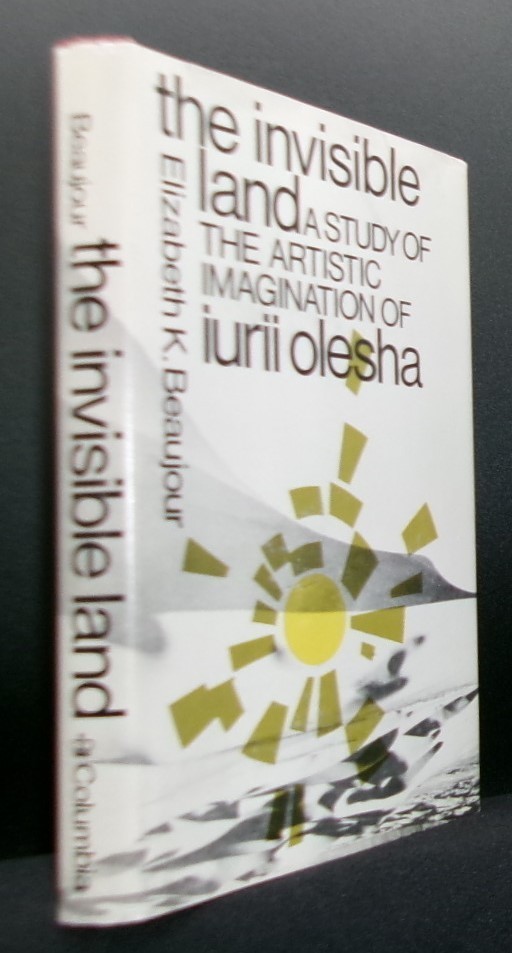 the invisible
land A STUDY OF
THE ARTISTIC
IMAGINATION OF
iurii olesha
Elizabeth K. Beaujour
Beaujour the invisible land Columbia